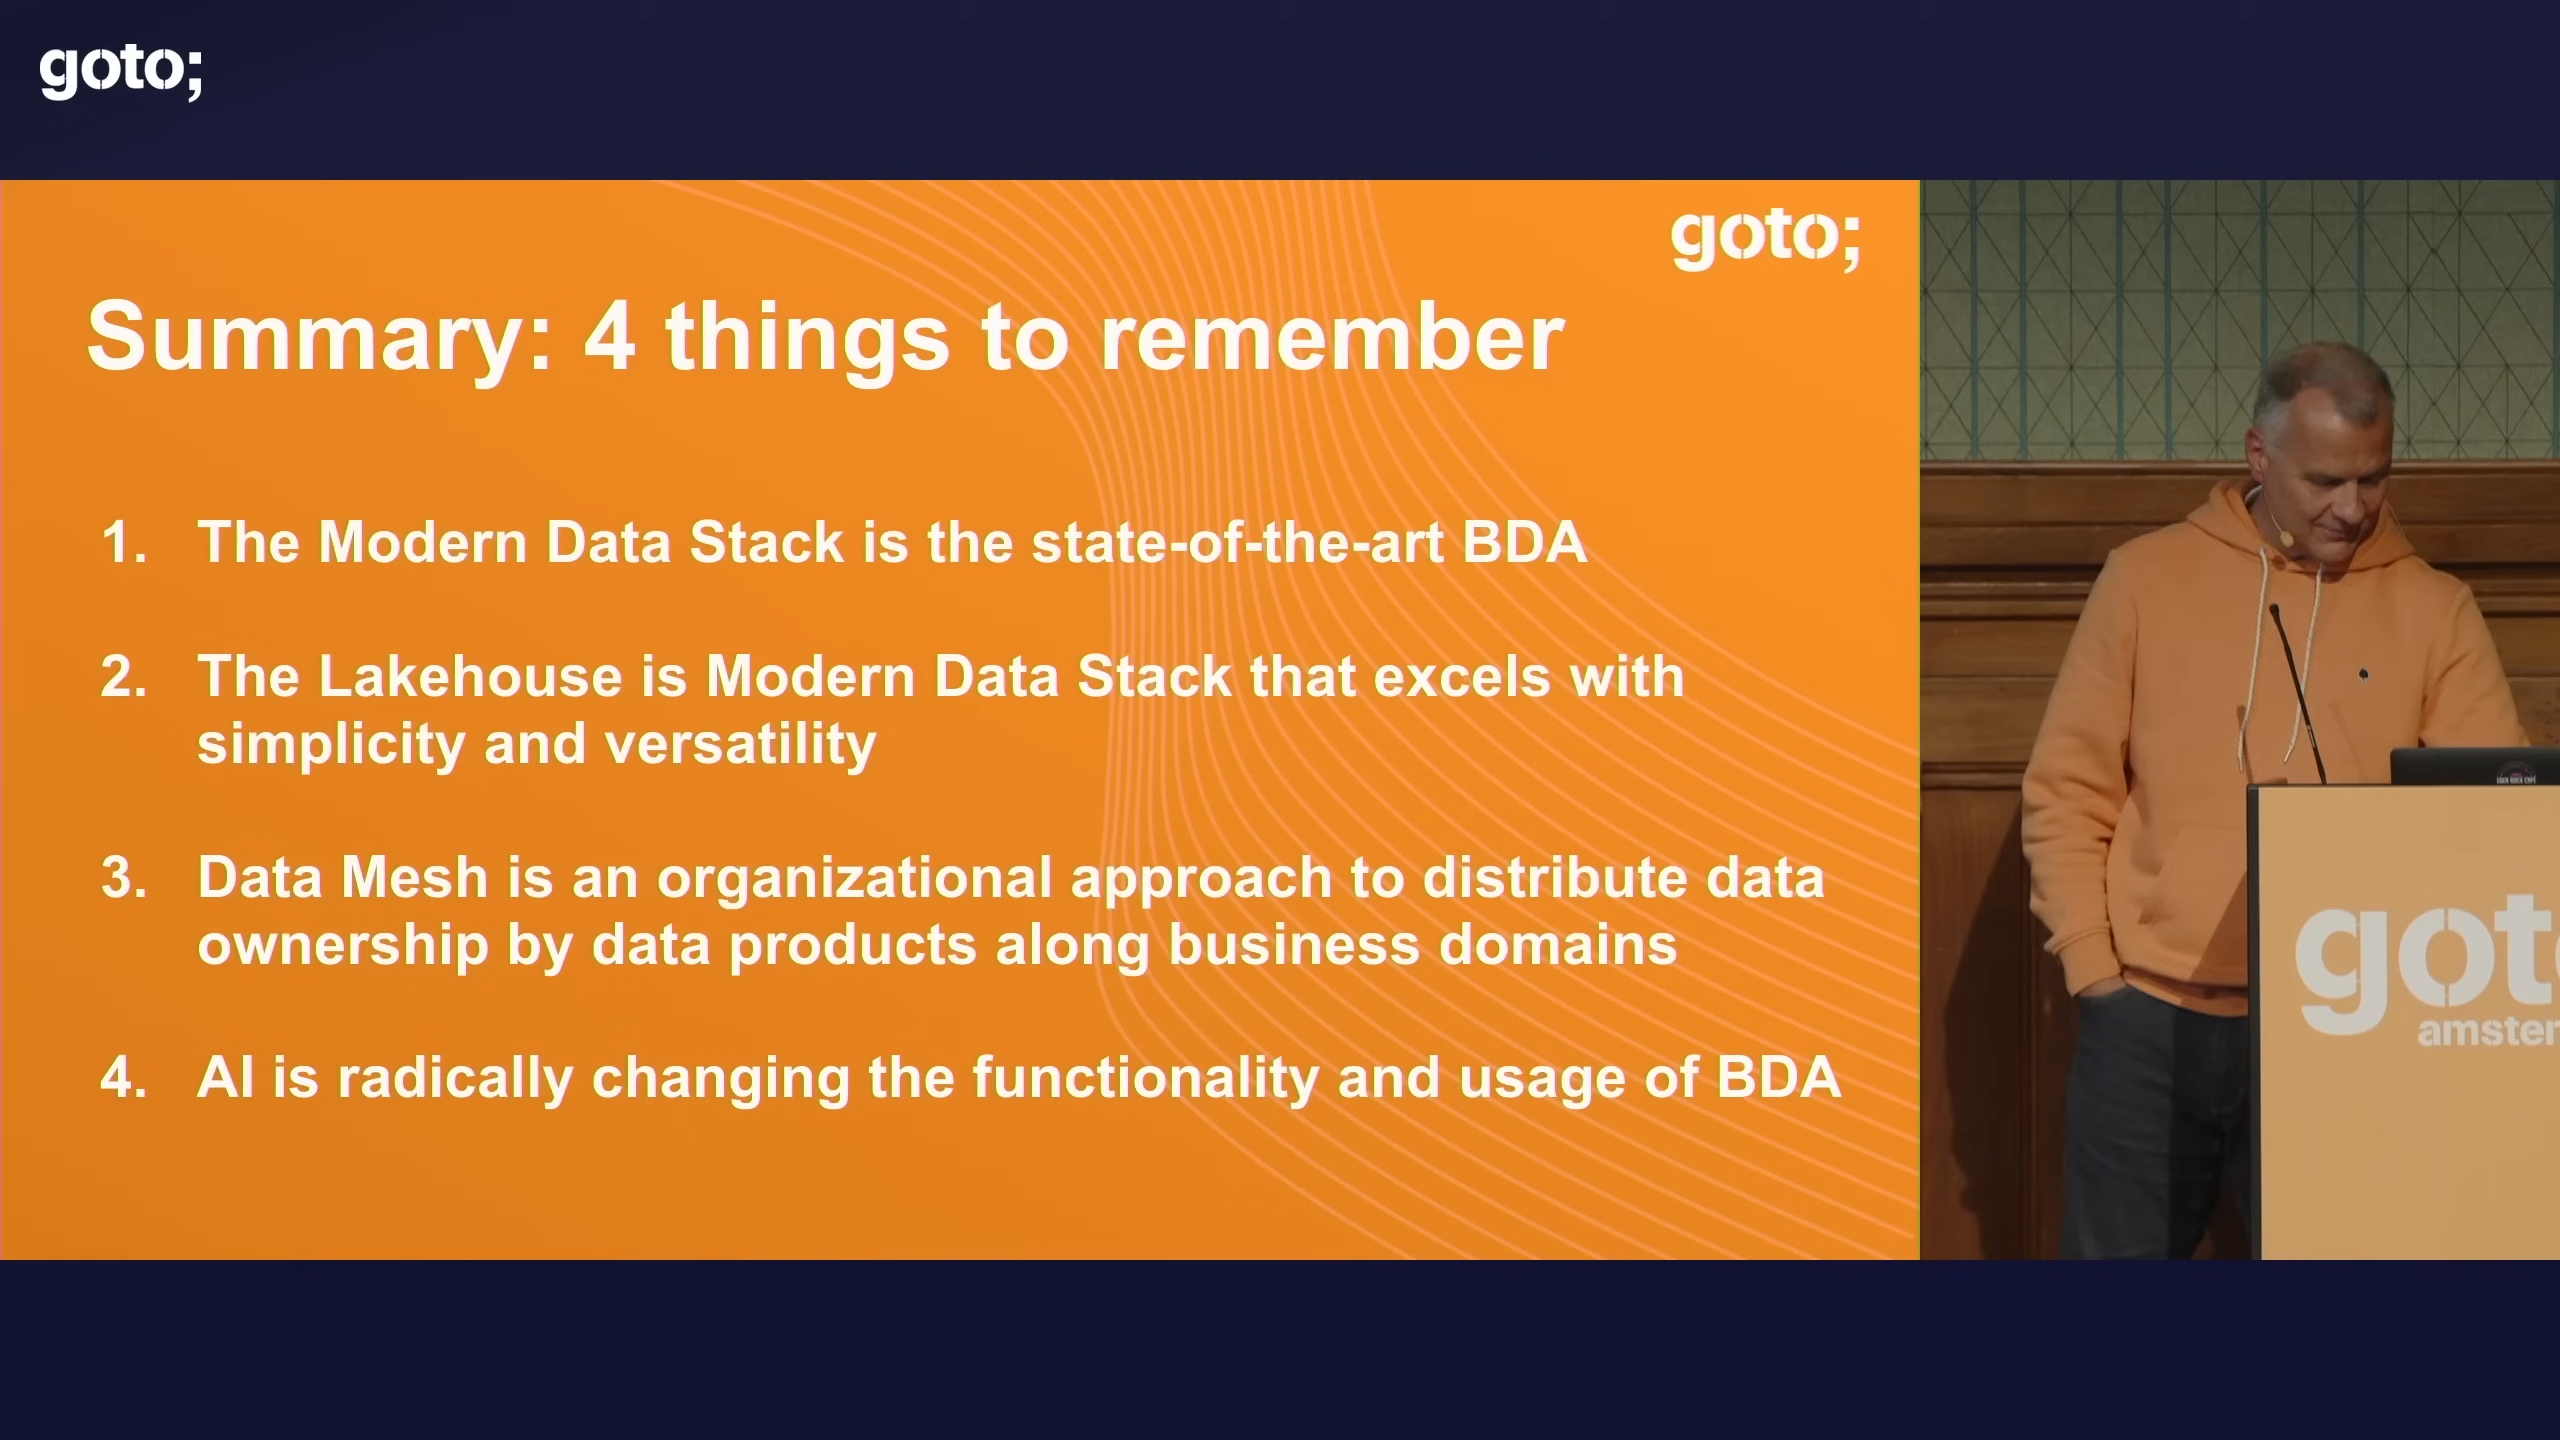 goto;
goto;
Summary: 4 things to remember
1. The Modern Data Stack is the state-of-the-art BDA
2. The Lakehouse is Modern Data Stack that excels with
simplicity and versatility
3. Data Mesh is an organizational approach to distribute data
ownership by data products along business domains
4. AI is radically changing the functionality and usage of BDA
goto
amster